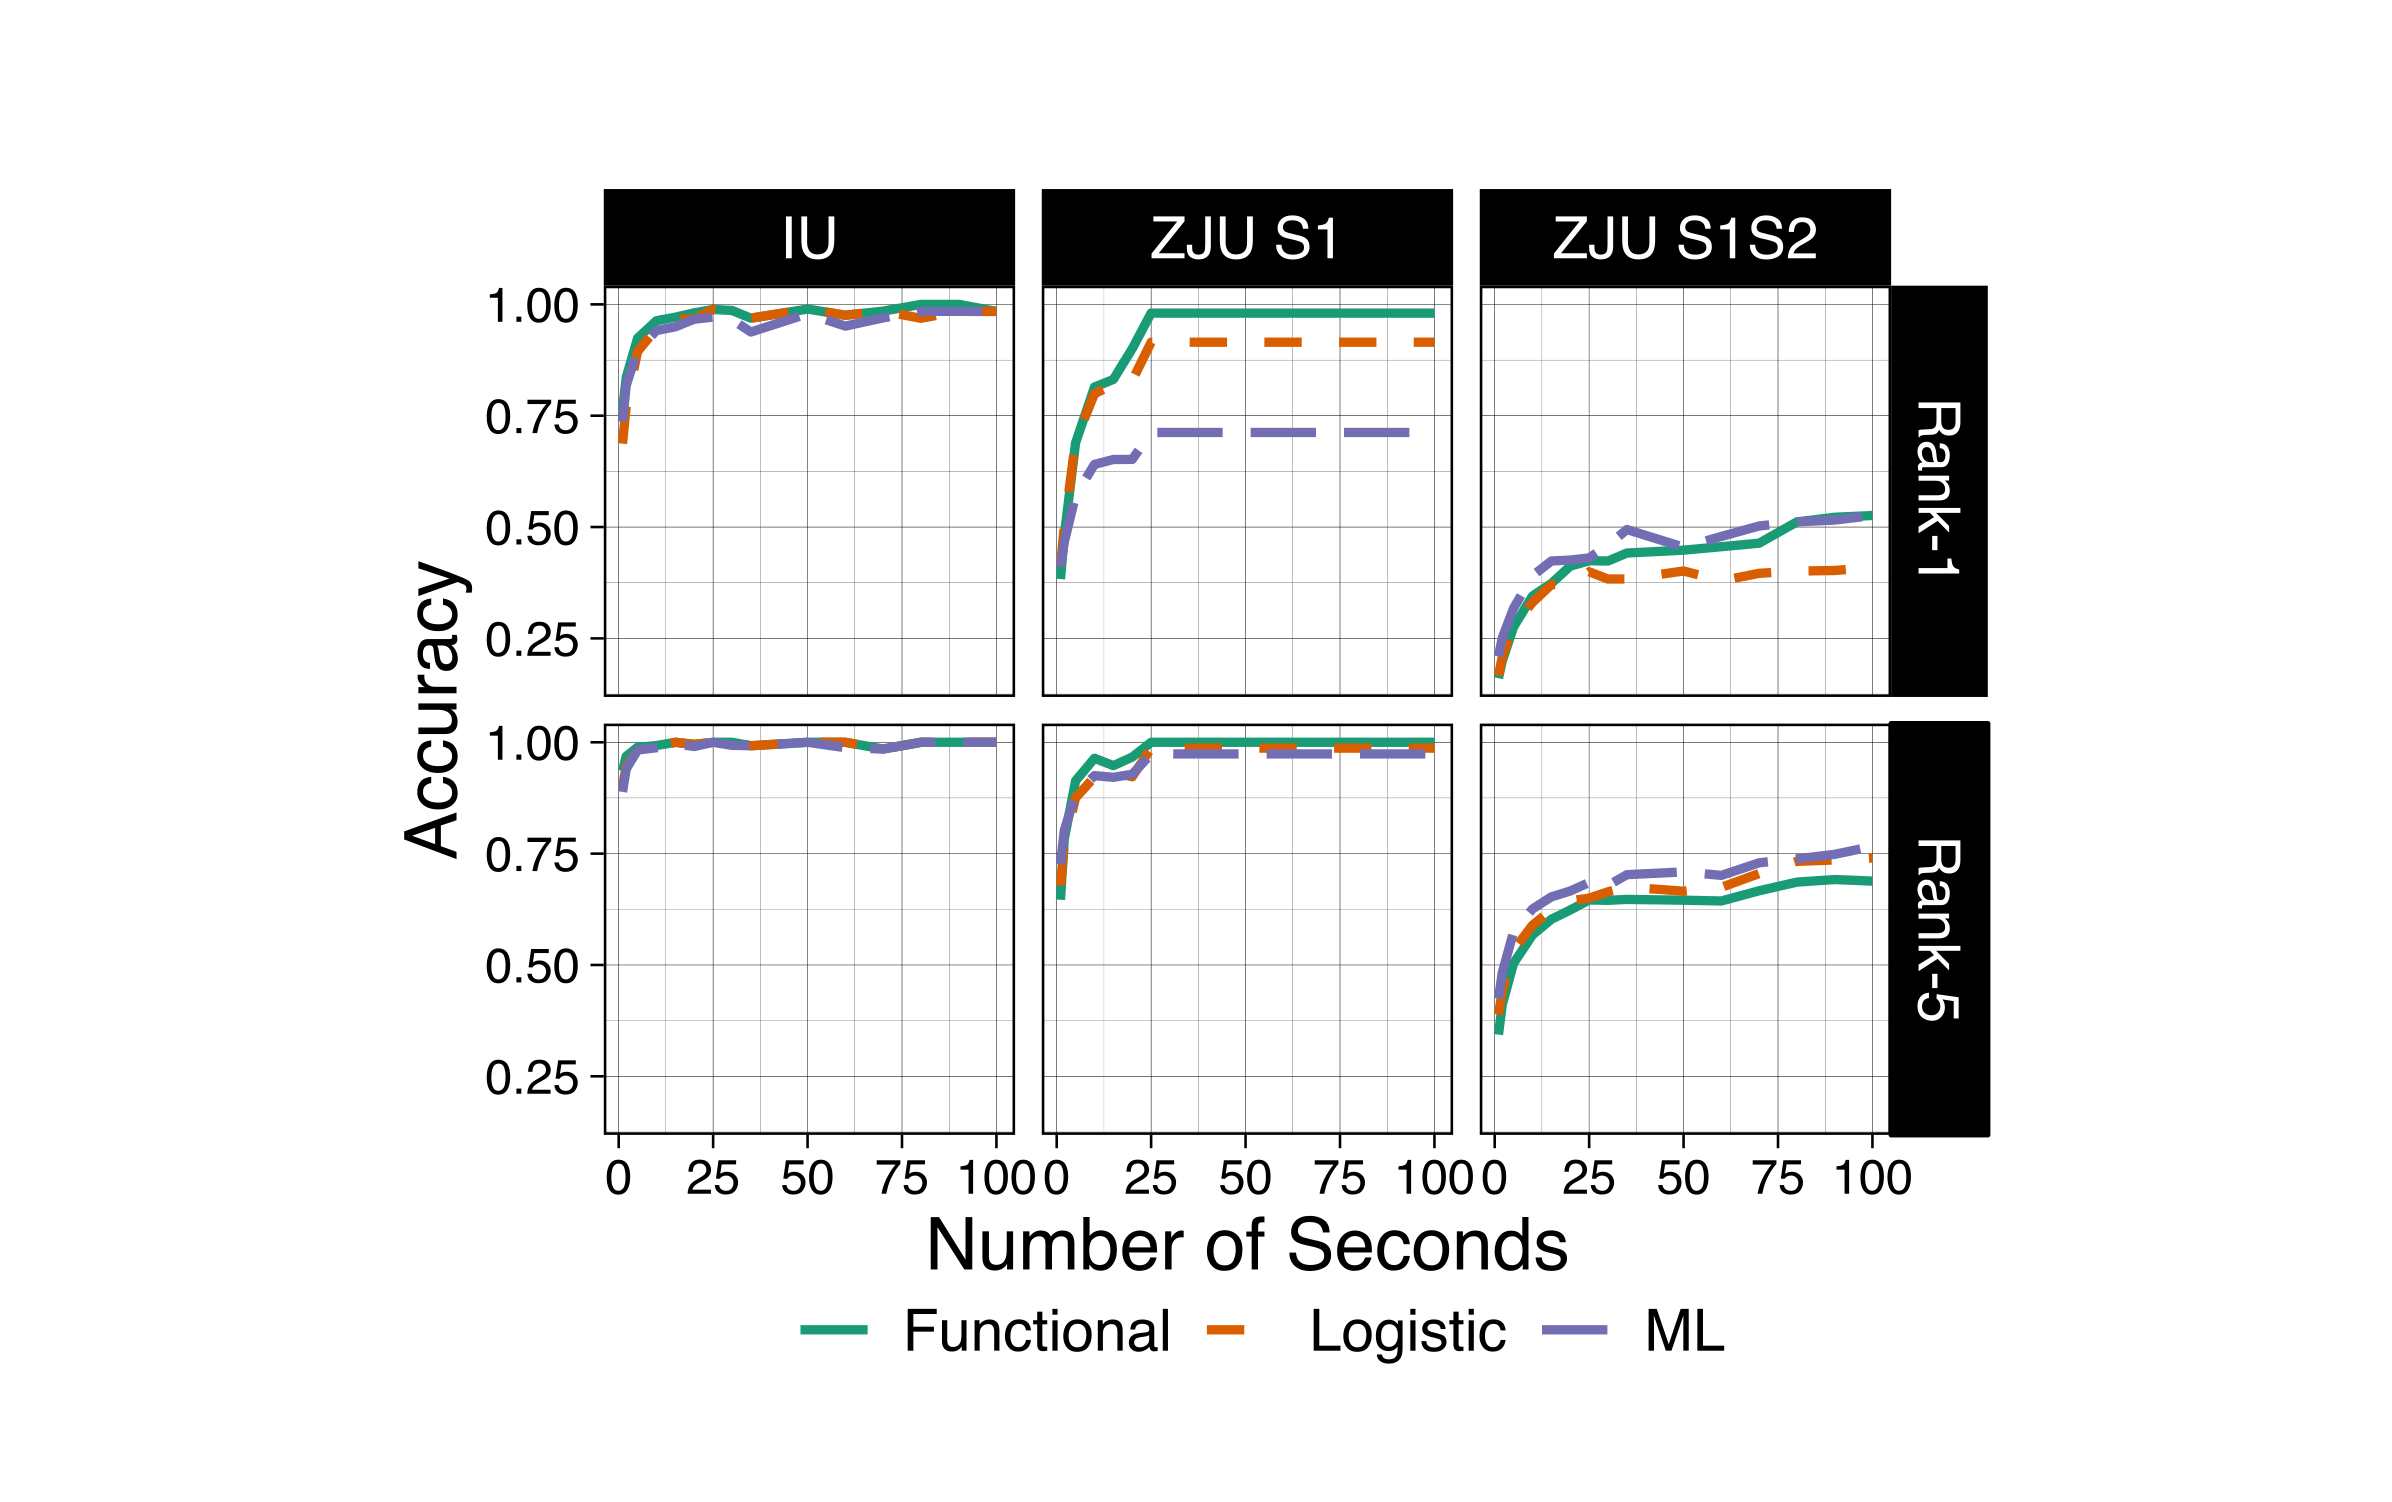 IU ZJU S1 ZJU S1S2
Accuracy
1.00
0.75
0.50
0.25
Rank-1
1.00
0.75
0.50
0.25
Rank-5
0 25 50 75 100 0 25 50 75 100 0 25 50 75 100
Number of Seconds
Functional Logistic ML